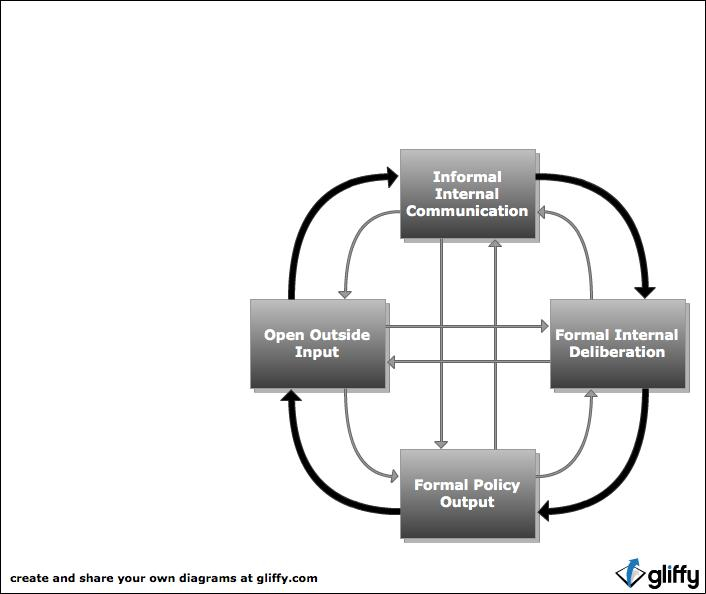 Informal
Internal
Communication
Open Outside
Input
Formal Internal
Deliberation
Formal Policy
Output
create and share your own diagrams at gliffy.com
gliffy